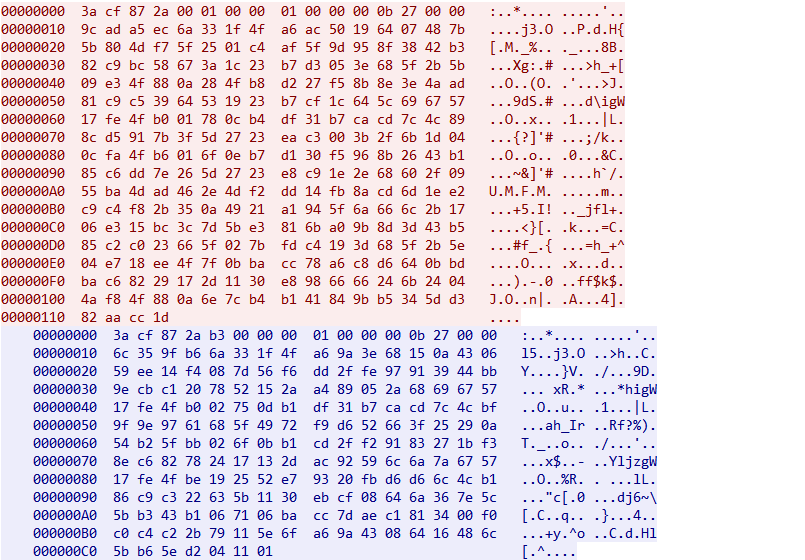 00000000  3a cf 87 2a 00 01 00 00  01 00 00 00 0b 27 00 00   :..*.... .....'..
00000010  9c ad a5 ec 6a 33 1f 4f  a6 ac 50 19 64 07 48 7b   ....j3.O ..P.d.H{
00000020  5b 80 4d f7 5f 25 01 c4  af 5f 9d 95 8f 38 42 b3   [.M._%.. ._...8B.
00000030  82 c9 bc 58 67 3a 1c 23  b7 d3 05 3e 68 5f 2b 5b   ...Xg:.# ...>h_+[
00000040  09 e3 4f 88 0a 28 4f b8  d2 27 f5 8b 8e 3e 4a ad   ..O..(O. .'...>J.
00000050  81 c9 c5 39 64 53 19 23  b7 cf 1c 64 5c 69 67 57   ...9dS.# ...d\igW
00000060  17 fe 4f b0 01 78 0c b4  df 31 b7 ca cd 7c 4c 89   ..O..x.. .1...|L.
00000070  8c d5 91 7b 3f 5d 27 23  ea c3 00 3b 2f 6b 1d 04   ...{?]'# ...;/k..
00000080  0c fa 4f b6 01 6f 0e b7  d1 30 f5 96 8b 26 43 b1   ..O..o.. .0...&C.
00000090  85 c6 dd 7e 26 5d 27 23  e8 c9 1e 2e 68 60 2f 09   ...~&]'# ....h`/.
000000A0  55 ba 4d ad 46 2e 4d f2  dd 14 fb 8a cd 6d 1e e2   U.M.F.M. .....m..
000000B0  c9 c4 f8 2b 35 0a 49 21  a1 94 5f 6a 66 6c 2b 17   ...+5.I! .._jfl+.
000000C0  06 e3 15 bc 3c 7d 5b e3  81 6b a0 9b 8d 3d 43 b5   ....<}[. .k...=C.
000000D0  85 c2 c0 23 66 5f 02 7b  fd c4 19 3d 68 5f 2b 5e   ...#f_.{ ...=h_+^
000000E0  04 e7 18 ee 4f 7f 0b ba  cc 78 a6 c8 d6 64 0b bd   ....O... .x...d..
000000F0  ba c6 82 29 17 2d 11 30  e8 98 66 66 24 6b 24 04   ...).-.0 ..ff$k$.
00000100  4a f8 4f 88 0a 6e 7c b4  b1 41 84 9b b5 34 5d d3   J.O..n|. .A...4].
00000110  82 aa cc 1d                                        ....
00000000  3a cf 87 2a b3 00 00 00  01 00 00 00 0b 27 00 00   :..*.... .....'..
00000010  6c 35 9f b6 6a 33 1f 4f  a6 9a 3e 68 15 0a 43 06   l5..j3.O ..>h..C.
00000020  59 ee 14 f4 08 7d 56 f6  dd 2f fe 97 91 39 44 bb   Y....}V. ./...9D.
00000030  9e cb c1 20 78 52 15 2a  a4 89 05 2a 68 69 67 57   ... xR.* ...*higW
00000040  17 fe 4f b0 02 75 0d b1  df 31 b7 ca cd 7c 4c bf   ..O..u.. .1...|L.
00000050  9f 9e 97 61 68 5f 49 72  f9 d6 52 66 3f 25 29 0a   ...ah_Ir ..Rf?%).
00000060  54 b2 5f bb 02 6f 0b b1  cd 2f f2 91 83 27 1b f3   T._..o.. ./...'..
00000070  8e c6 82 78 24 17 13 2d  ac 92 59 6c 6a 7a 67 57   ...x$..- ..YljzgW
00000080  17 fe 4f be 19 25 52 e7  93 20 fb d6 d6 6c 4c b1   ..O..%R. . ...lL.
00000090  86 c9 c3 22 63 5b 11 30  eb cf 08 64 6a 36 7e 5c   ..."c[.0 ...dj6~\
000000A0  5b b3 43 b1 06 71 06 ba  cc 7d ae c1 81 34 00 f0   [.C..q.. .}...4..
000000B0  c0 c4 c2 2b 79 11 5e 6f  a6 9a 43 08 64 16 48 6c   ...+y.^o ..C.d.Hl
000000C0  5b b6 5e d2 04 11 01                               [.^....